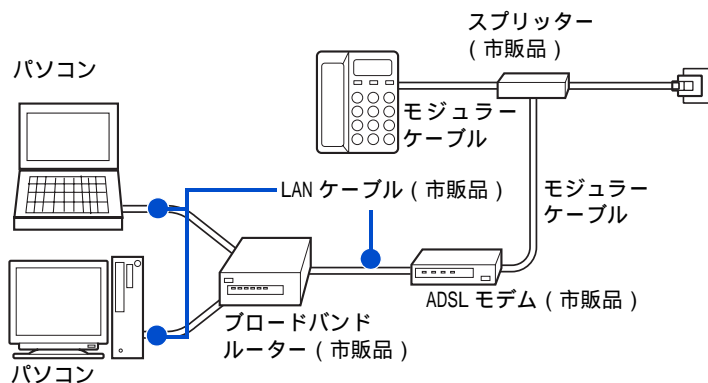 スプリッター
（市販品）
パソコン
モジュラー
ケーブル
LAN ケーブル（市販品）
モジュラー
ケーブル
ADSL モデム（市販品）
ブロードバンド
ルーター（市販品）
パソコン